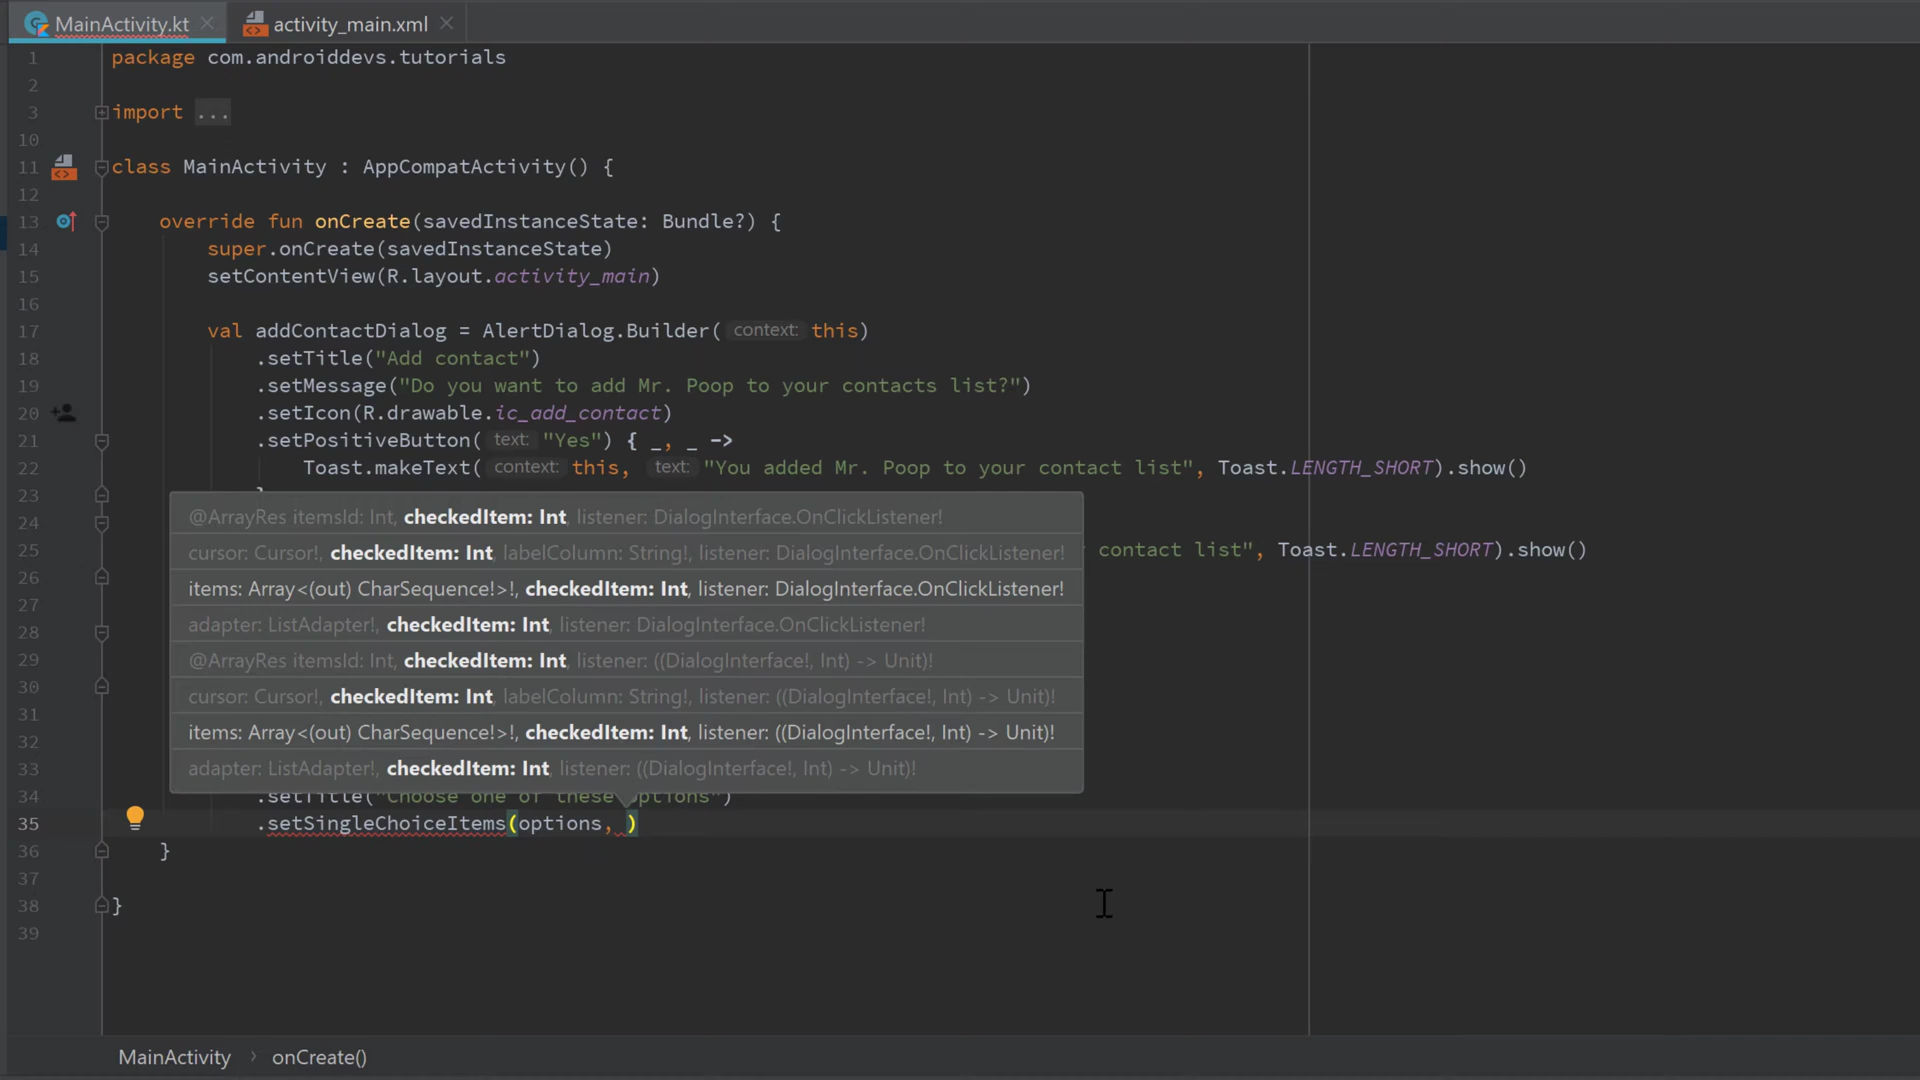 MainActivity.kt
activity_main.xml
1 package com.androiddevs.tutorials
2
3 import ...
10
11 class MainActivity : AppCompatActivity() {
12
13 override fun onCreate(savedInstanceState: Bundle?) {
14 super.onCreate(savedInstanceState)
15 setContentView(R.layout.activity_main)
16
17 val addContactDialog = AlertDialog.Builder( context: this)
18 .setTitle("Add contact")
19 .setMessage("Do you want to add Mr. Poop to your contacts list?")
20 .setIcon(R.drawable.ic_add_contact)
21 .setPositiveButton( text: "Yes") { _, _ ->
22 Toast.makeText( context: this, text: "You added Mr. Poop to your contact list", Toast.LENGTH_SHORT).show()
23
@ArrayRes itemsId: Int, checkedItem: Int, listener: DialogInterface.OnClickListener!
24
25 contact list", Toast.LENGTH_SHORT).show()
cursor: Cursor!, checkedItem: Int, labelColumn: String!, listener: DialogInterface.OnClickListener!
26
items: Array<(out) CharSequence!>!, checkedItem: Int, listener: DialogInterface.OnClickListener!
27
adapter: ListAdapter!, checkedItem: Int, listener: DialogInterface.OnClickListener!
28
29
@ArrayRes itemsId: Int, checkedItem: Int, listener: ((DialogInterface!, Int) -> Unit)!
30
cursor: Cursor!, checkedItem: Int, labelColumn: String!, listener: ((DialogInterface!, Int) -> Unit)!
31
items: Array<(out) CharSequence!>!, checkedItem: Int, listener: ((DialogInterface!, Int) -> Unit)!
32
33
adapter: ListAdapter!, checkedItem: Int, listener: ((DialogInterface!, Int) -> Unit)!
34 .setTitle("Choose one of these options")
35 .setSingleChoiceItems(options, )
36 }
37
38 }
39
MainActivity › onCreate()